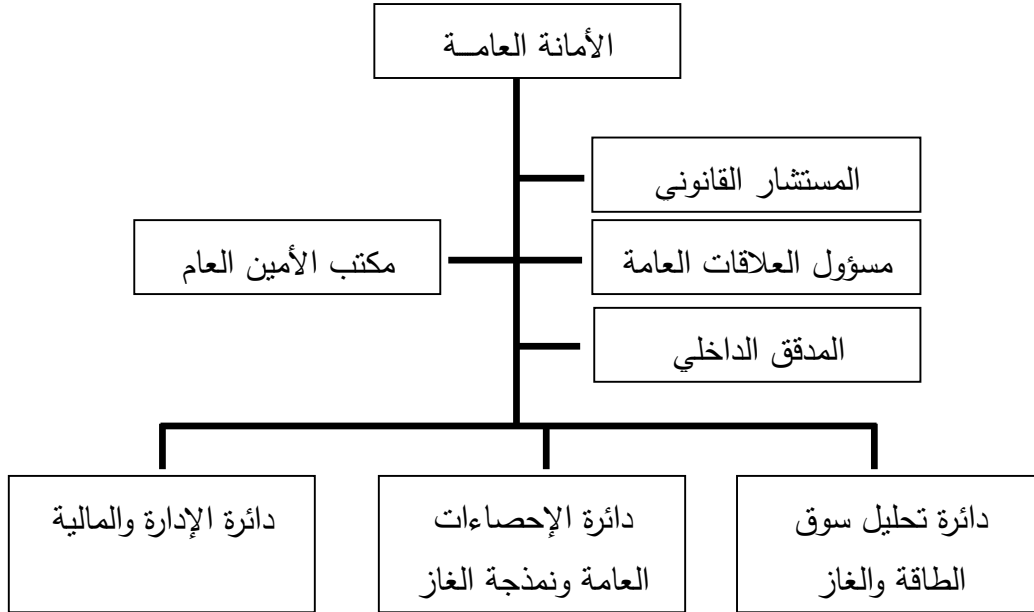 الأمانة العامــة
المستشار القانوني
مسؤول العلاقات العامة
مكتب الأمين العام
المدقق الداخلي
دائرة تحليل سوق
الطاقة والغاز
دائرة الإحصاءات
العامة ونمذجة الغاز
دائرة الإدارة والمالية